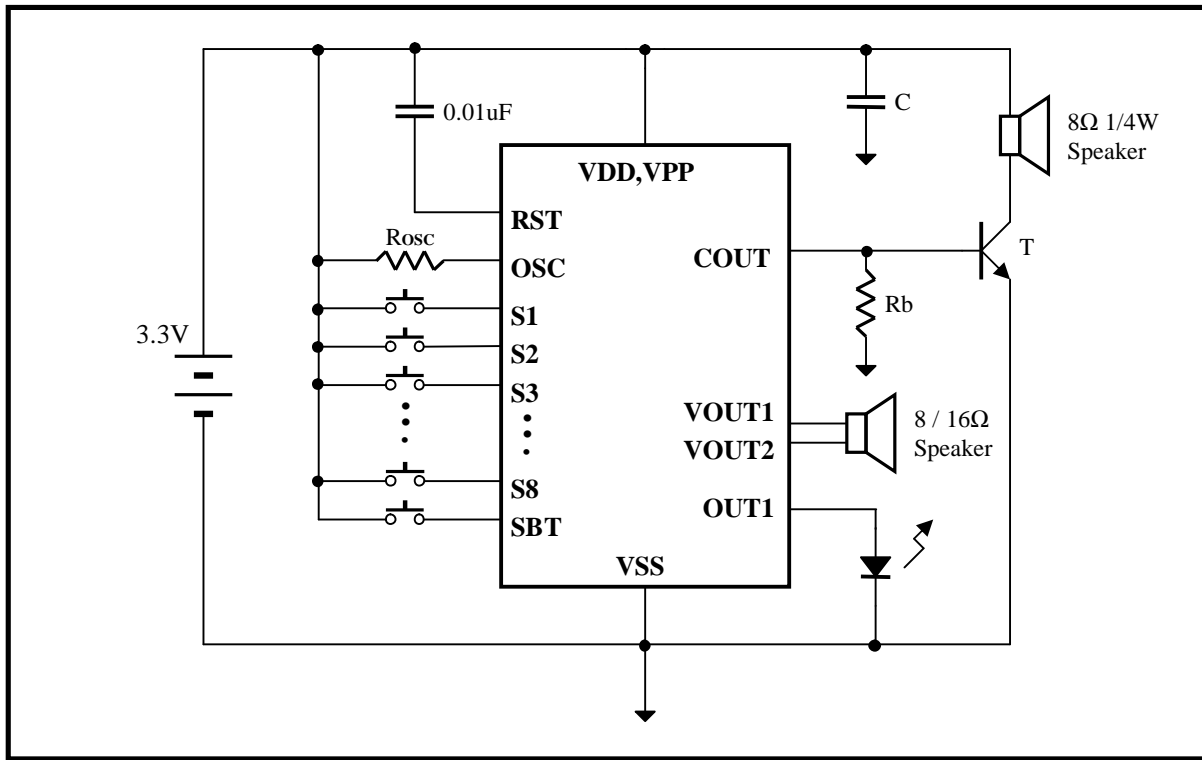 0.01uF
C
8Ω 1/4W
Speaker
VDD,VPP
RST
Rosc
OSC
COUT
T
S1
Rb
3.3V
S2
S3
VOUT1
VOUT2
8 / 16Ω
Speaker
S8
OUT1
SBT
VSS